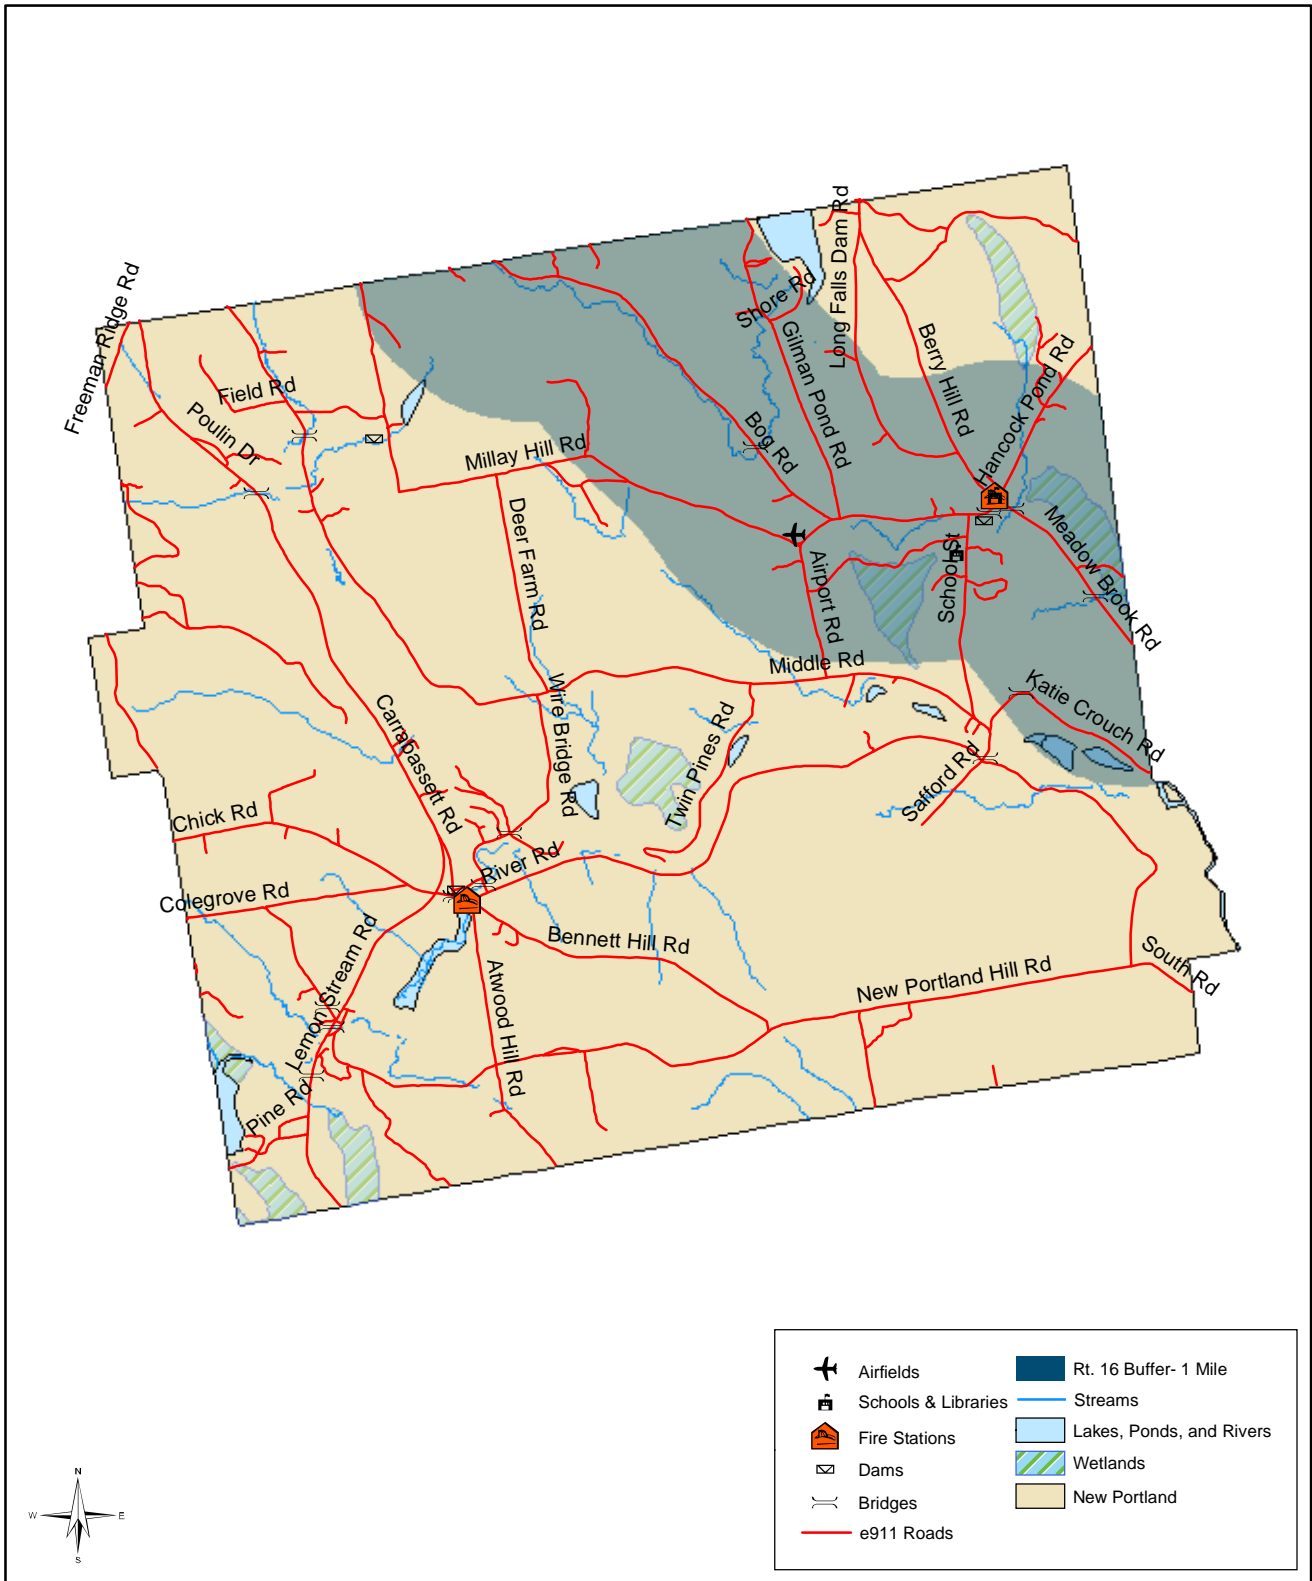 Freeman Ridge Rd
Field Rd
Poulin Dr
Millay Hill Rd
Deer Farm Rd
Bog Rd
Shore Rd
Gilman Pond Rd
Long Falls Dam Rd
Berry Hill Rd
Hancock Pond Rd
Meadow Brook Rd
School St
Airport Rd
Middle Rd
Katie Crouch Rd
Safford Rd
Twin Pines Rd
Wire Bridge Rd
Carrabassett Rd
Chick Rd
Colegrove Rd
River Rd
Bennett Hill Rd
Lemon Stream Rd
Atwood Hill Rd
New Portland Hill Rd
South Rd
Pine Rd
N
W
E
S
Airfields
Schools & Libraries
Fire Stations
Dams
Bridges
e911 Roads
Rt. 16 Buffer- 1 Mile
Streams
Lakes, Ponds, and Rivers
Wetlands
New Portland